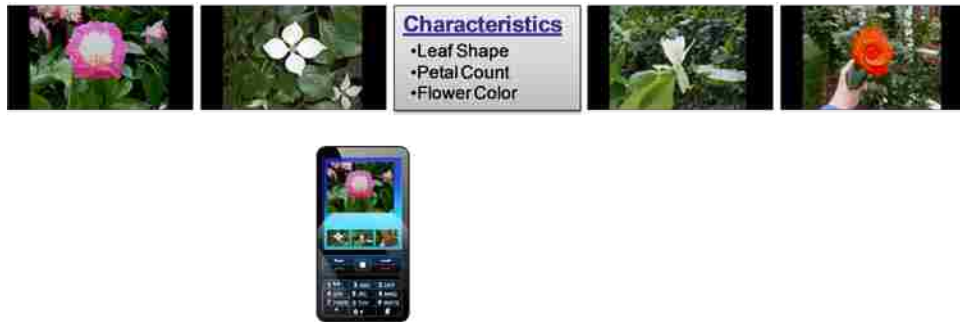 Characteristics
•Leaf Shape
•Petal Count
•Flower Color